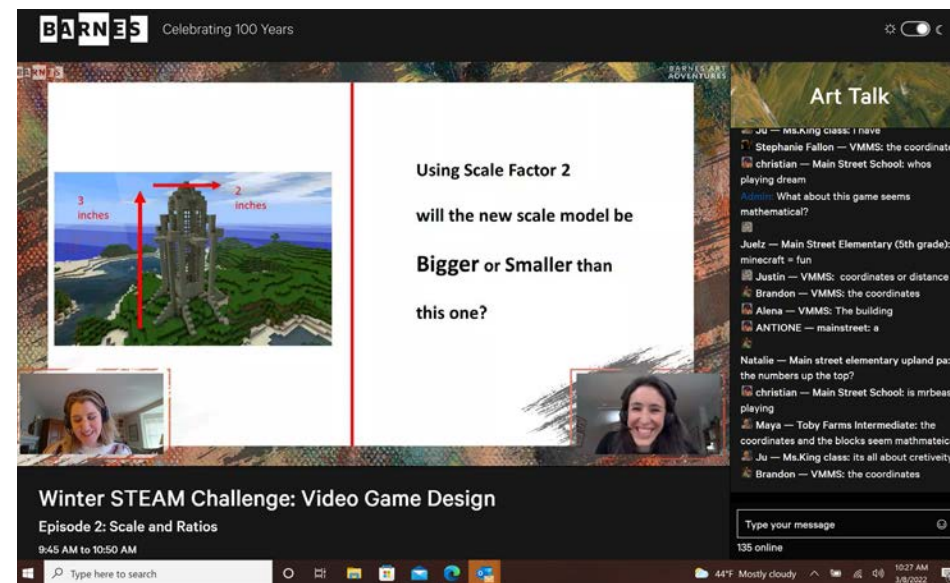 BARNES
Celebrating 100 Years
BARNES
BARNES ART
ADVENTURES
3
inches
2
inches
Using Scale Factor 2
will the new scale model be
Bigger or Smaller than
this one?
Winter STEAM Challenge: Video Game Design
Episode 2: Scale and Ratios
9:45 AM to 10:50 AM
Art Talk
Ju — Ms.King class: I have
Stephanie Fallon — VMMS: the coordinate
christian — Main Street School: whos
playing dream
Admin: What about this game seems
mathematical?
Juelz — Main Street Elementary (5th grade):
minecraft = fun
Justin — VMMS: coordinates or distance
Brandon — VMMS: the coordinates
Alena — VMMS: The building
ANTIONE — mainstreet: a
Natalie — Main street elementary upland pa:
the numbers up the top?
christian — Main Street School: is mrbeas
playing
Maya — Toby Farms Intermediate: the
coordinates and the blocks seem mathmateic
Ju — Ms.King class: its all about cretiveity
Brandon — VMMS: the coordinates
Type your message
135 online
Type here to search
44°F Mostly cloudy
10:27 AM
3/8/2022